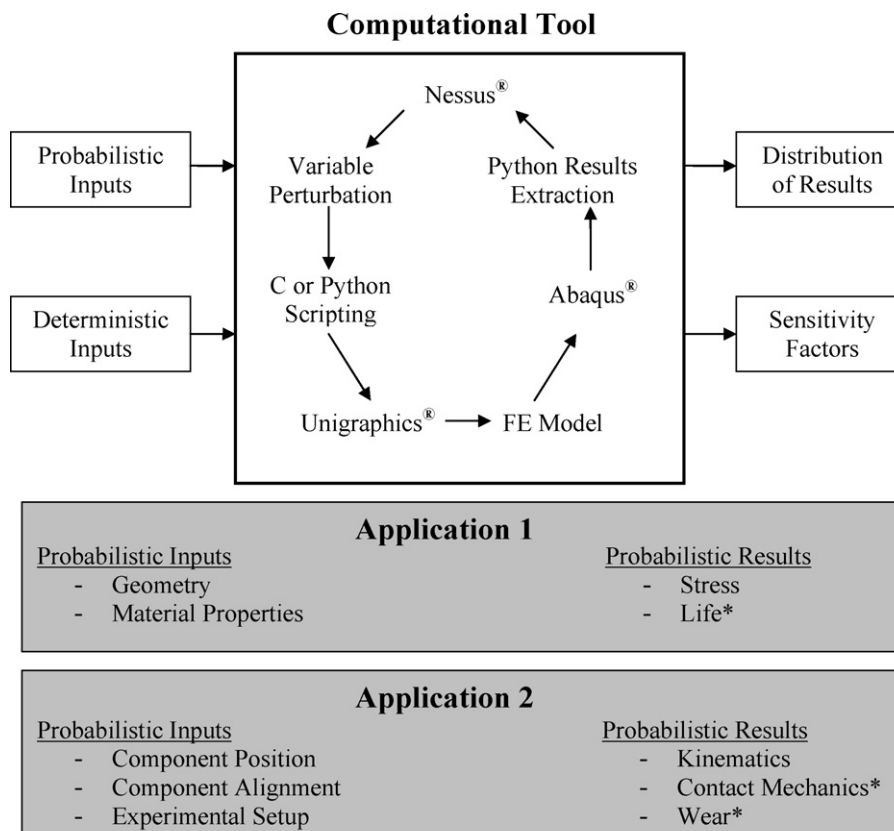 Computational Tool
Nessus®
Probabilistic
Inputs
Variable
Perturbation
Python Results
Extraction
Distribution
of Results
C or Python
Scripting
Abaqus®
Deterministic
Inputs
Sensitivity
Factors
Unigraphics®
FE Model
Application 1
Probabilistic Inputs
- Geometry
- Material Properties
Probabilistic Results
- Stress
- Life*
Application 2
Probabilistic Inputs
- Component Position
- Component Alignment
- Experimental Setup
Probabilistic Results
- Kinematics
- Contact Mechanics*
- Wear*